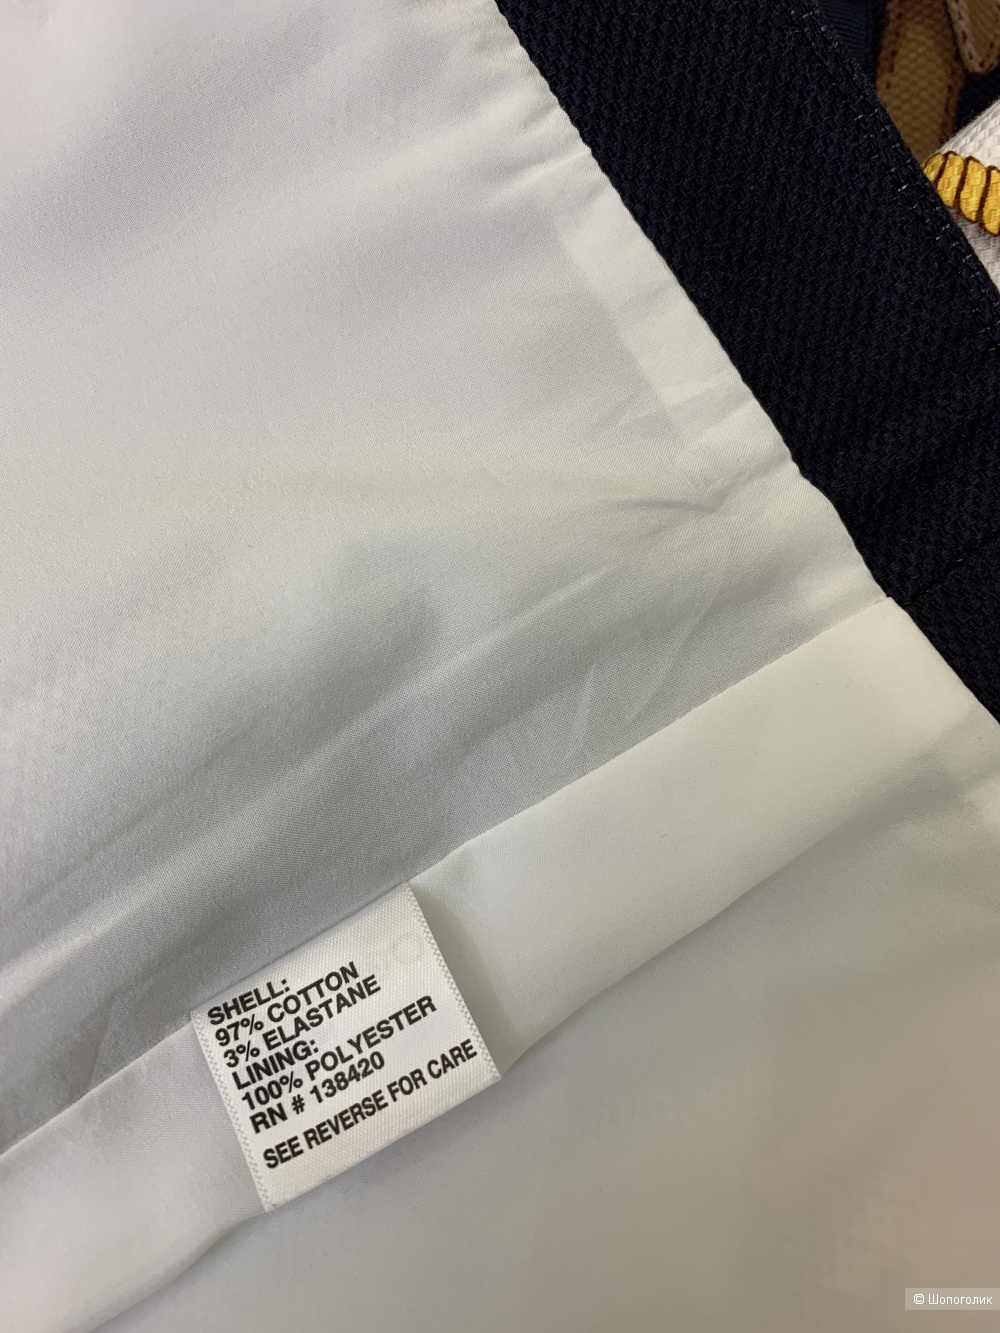 SHELL:
97% COTTON
3% ELASTANE
LINING:
100% POLYESTER
RN # 138420
SEE REVERSE FOR CARE
© Шопоголик